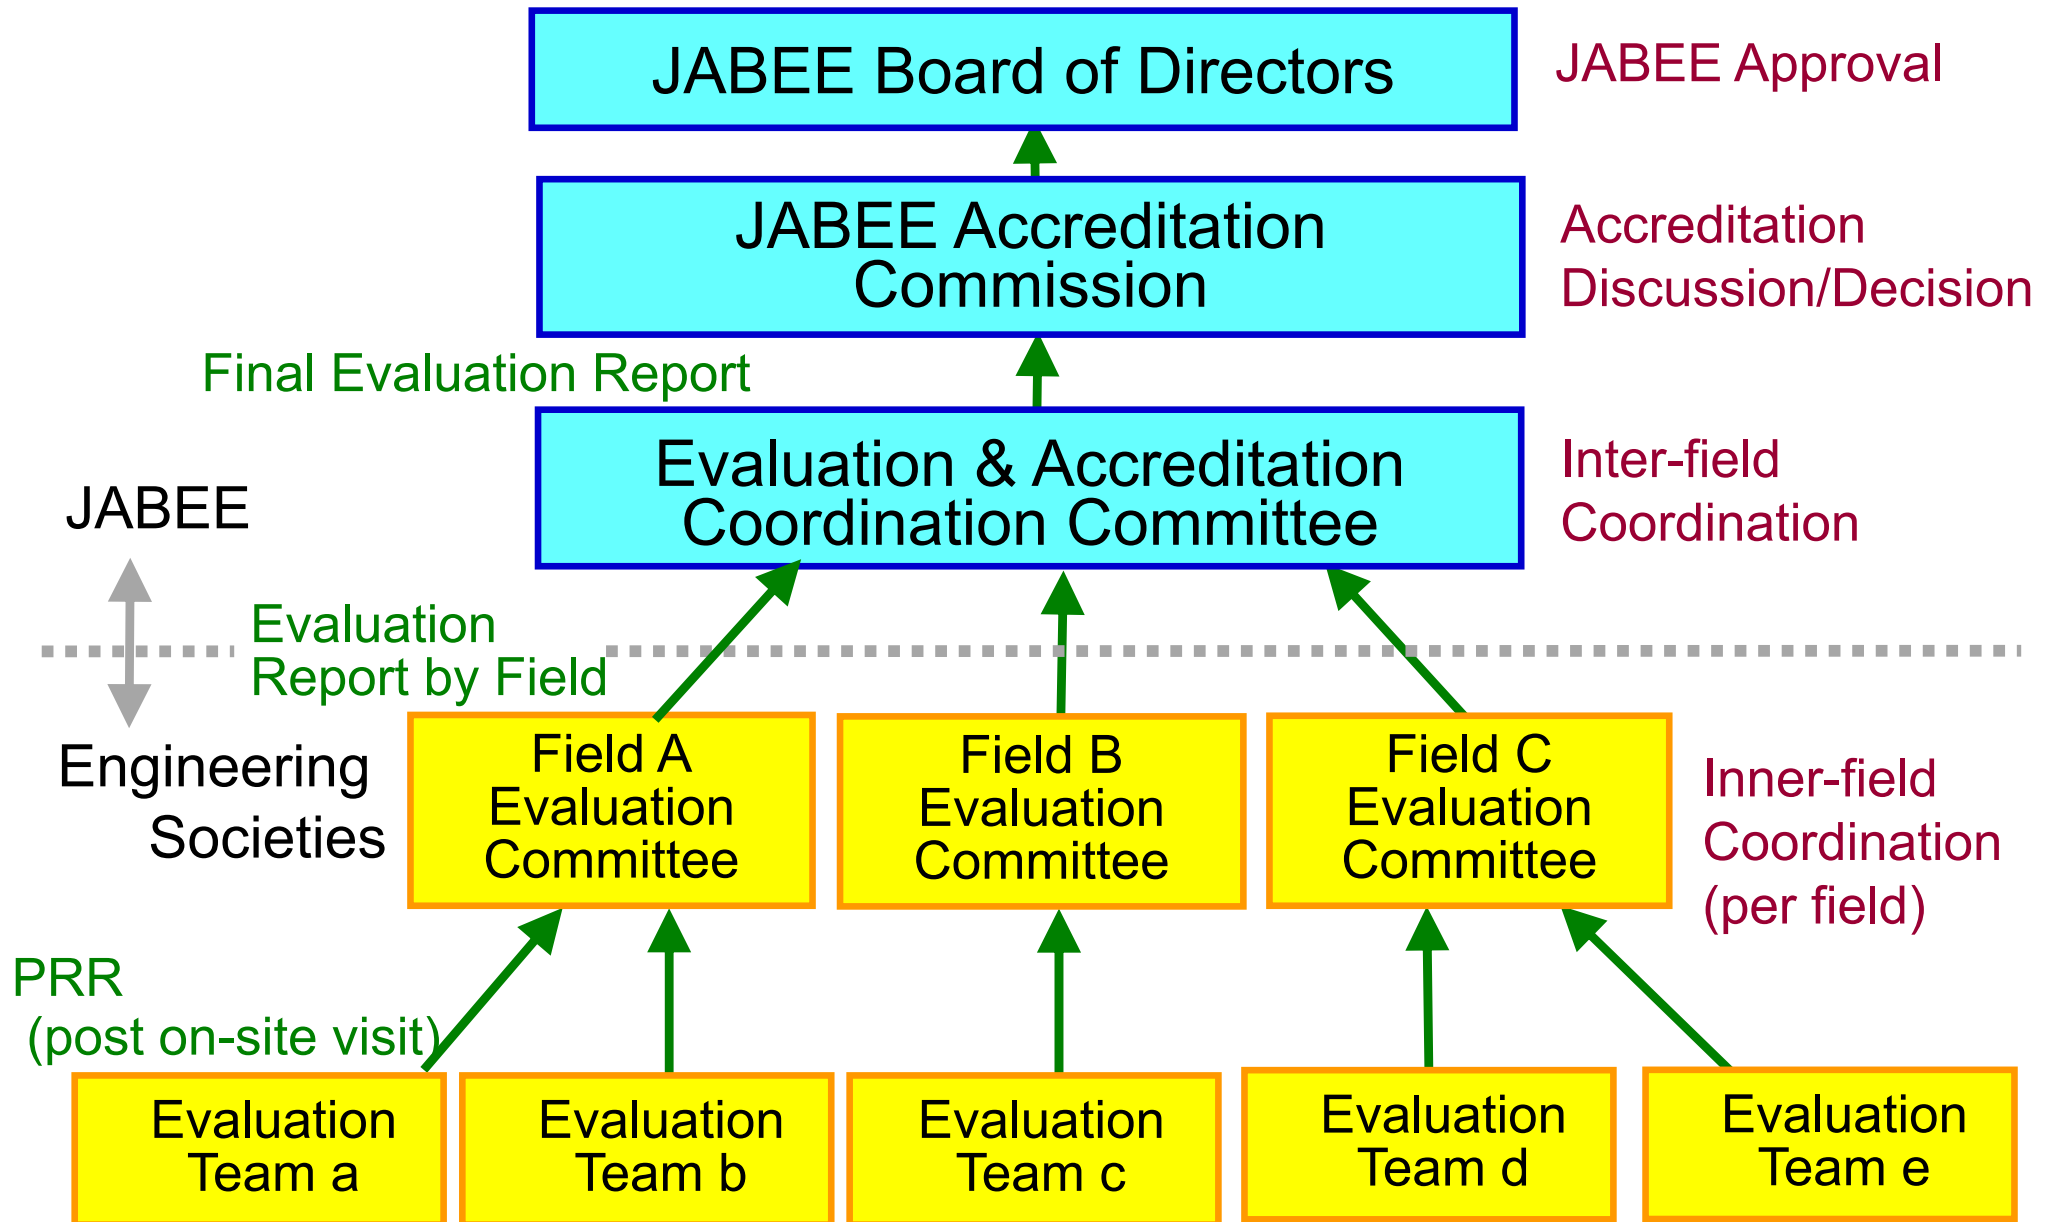 JABEE Board of Directors
JABEE Approval
JABEE Accreditation
Commission
Accreditation
Discussion/Decision
Final Evaluation Report
Evaluation & Accreditation
Coordination Committee
Inter-field
Coordination
JABEE
Evaluation
Report by Field
Engineering
Societies
Field A
Evaluation
Committee
Field B
Evaluation
Committee
Field C
Evaluation
Committee
Inner-field
Coordination
(per field)
PRR
(post on-site visit)
Evaluation
Team a
Evaluation
Team b
Evaluation
Team c
Evaluation
Team d
Evaluation
Team e